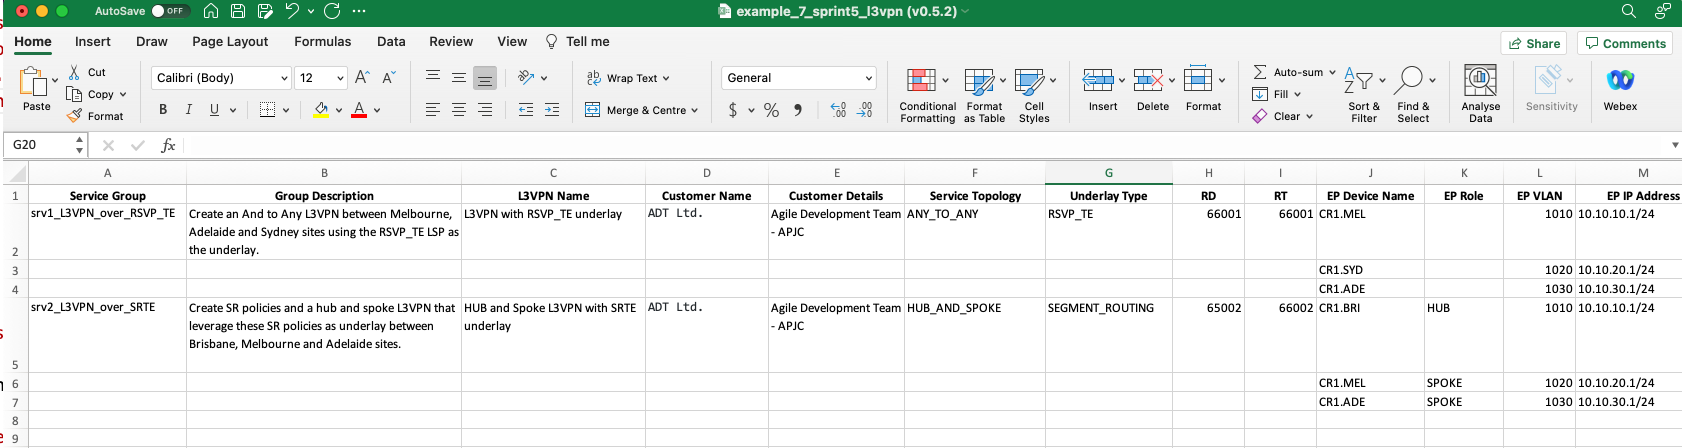 AutoSave OFF example_7_sprint5_l3vpn (v0.5.2)
Home Insert Draw Page Layout Formulas Data Review View Tell me Share Comments
Paste Cut Copy Format
Calibri (Body) 12 A A
B I U A
ab Wrap Text
Merge & Centre
General
$ % 9 .00 .00 .0
Conditional Formatting
Format as Table
Cell Styles
Insert Delete Format
Auto-sum
Fill
Clear
Sort & Filter
Find & Select
Analyse Data
Sensitivity
Webex
G20 fx
A B C D E F G H I J K L M
1 Service Group Group Description L3VPN Name Customer Name Customer Details Service Topology Underlay Type RD RT EP Device Name EP Role EP VLAN EP IP Address
2 srv1_L3VPN_over_RSVP_TE Create an And to Any L3VPN between Melbourne, L3VPN with RSVP_TE underlay ADT Ltd. Agile Development Team ANY_TO_ANY RSVP_TE 66001 66001 CR1.MEL 1010 10.10.10.1/24
Adelaide and Sydney sites using the RSVP_TE LSP as - APJC
the underlay.
3 CR1.SYD 1020 10.10.20.1/24
4 CR1.ADE 1030 10.10.30.1/24
5 srv2_L3VPN_over_SRTE Create SR policies and a hub and spoke L3VPN that HUB and Spoke L3VPN with SRTE ADT Ltd. Agile Development Team HUB_AND_SPOKE SEGMENT_ROUTING 65002 66002 CR1.BRI HUB 1010 10.10.10.1/24
leverage these SR policies as underlay between underlay - APJC
Brisbane, Melbourne and Adelaide sites.
6 CR1.MEL SPOKE 1020 10.10.20.1/24
7 CR1.ADE SPOKE 1030 10.10.30.1/24
8
9